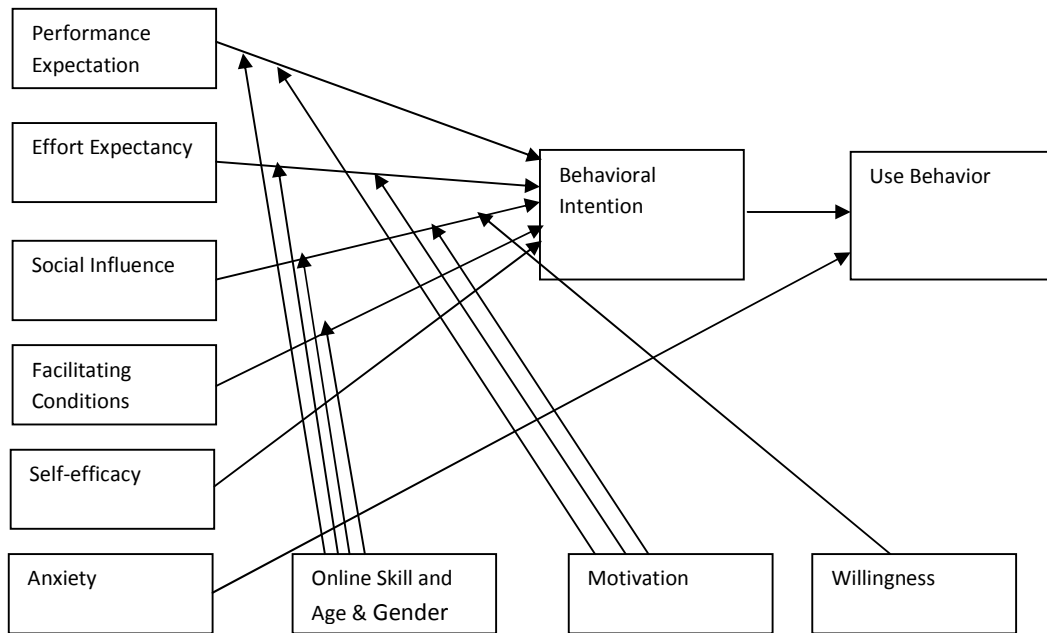 Performance
Expectation
Effort Expectancy
Behavioral
Intention
Use Behavior
Social Influence
Facilitating
Conditions
Self-efficacy
Anxiety
Online Skill and
Age & Gender
Motivation
Willingness